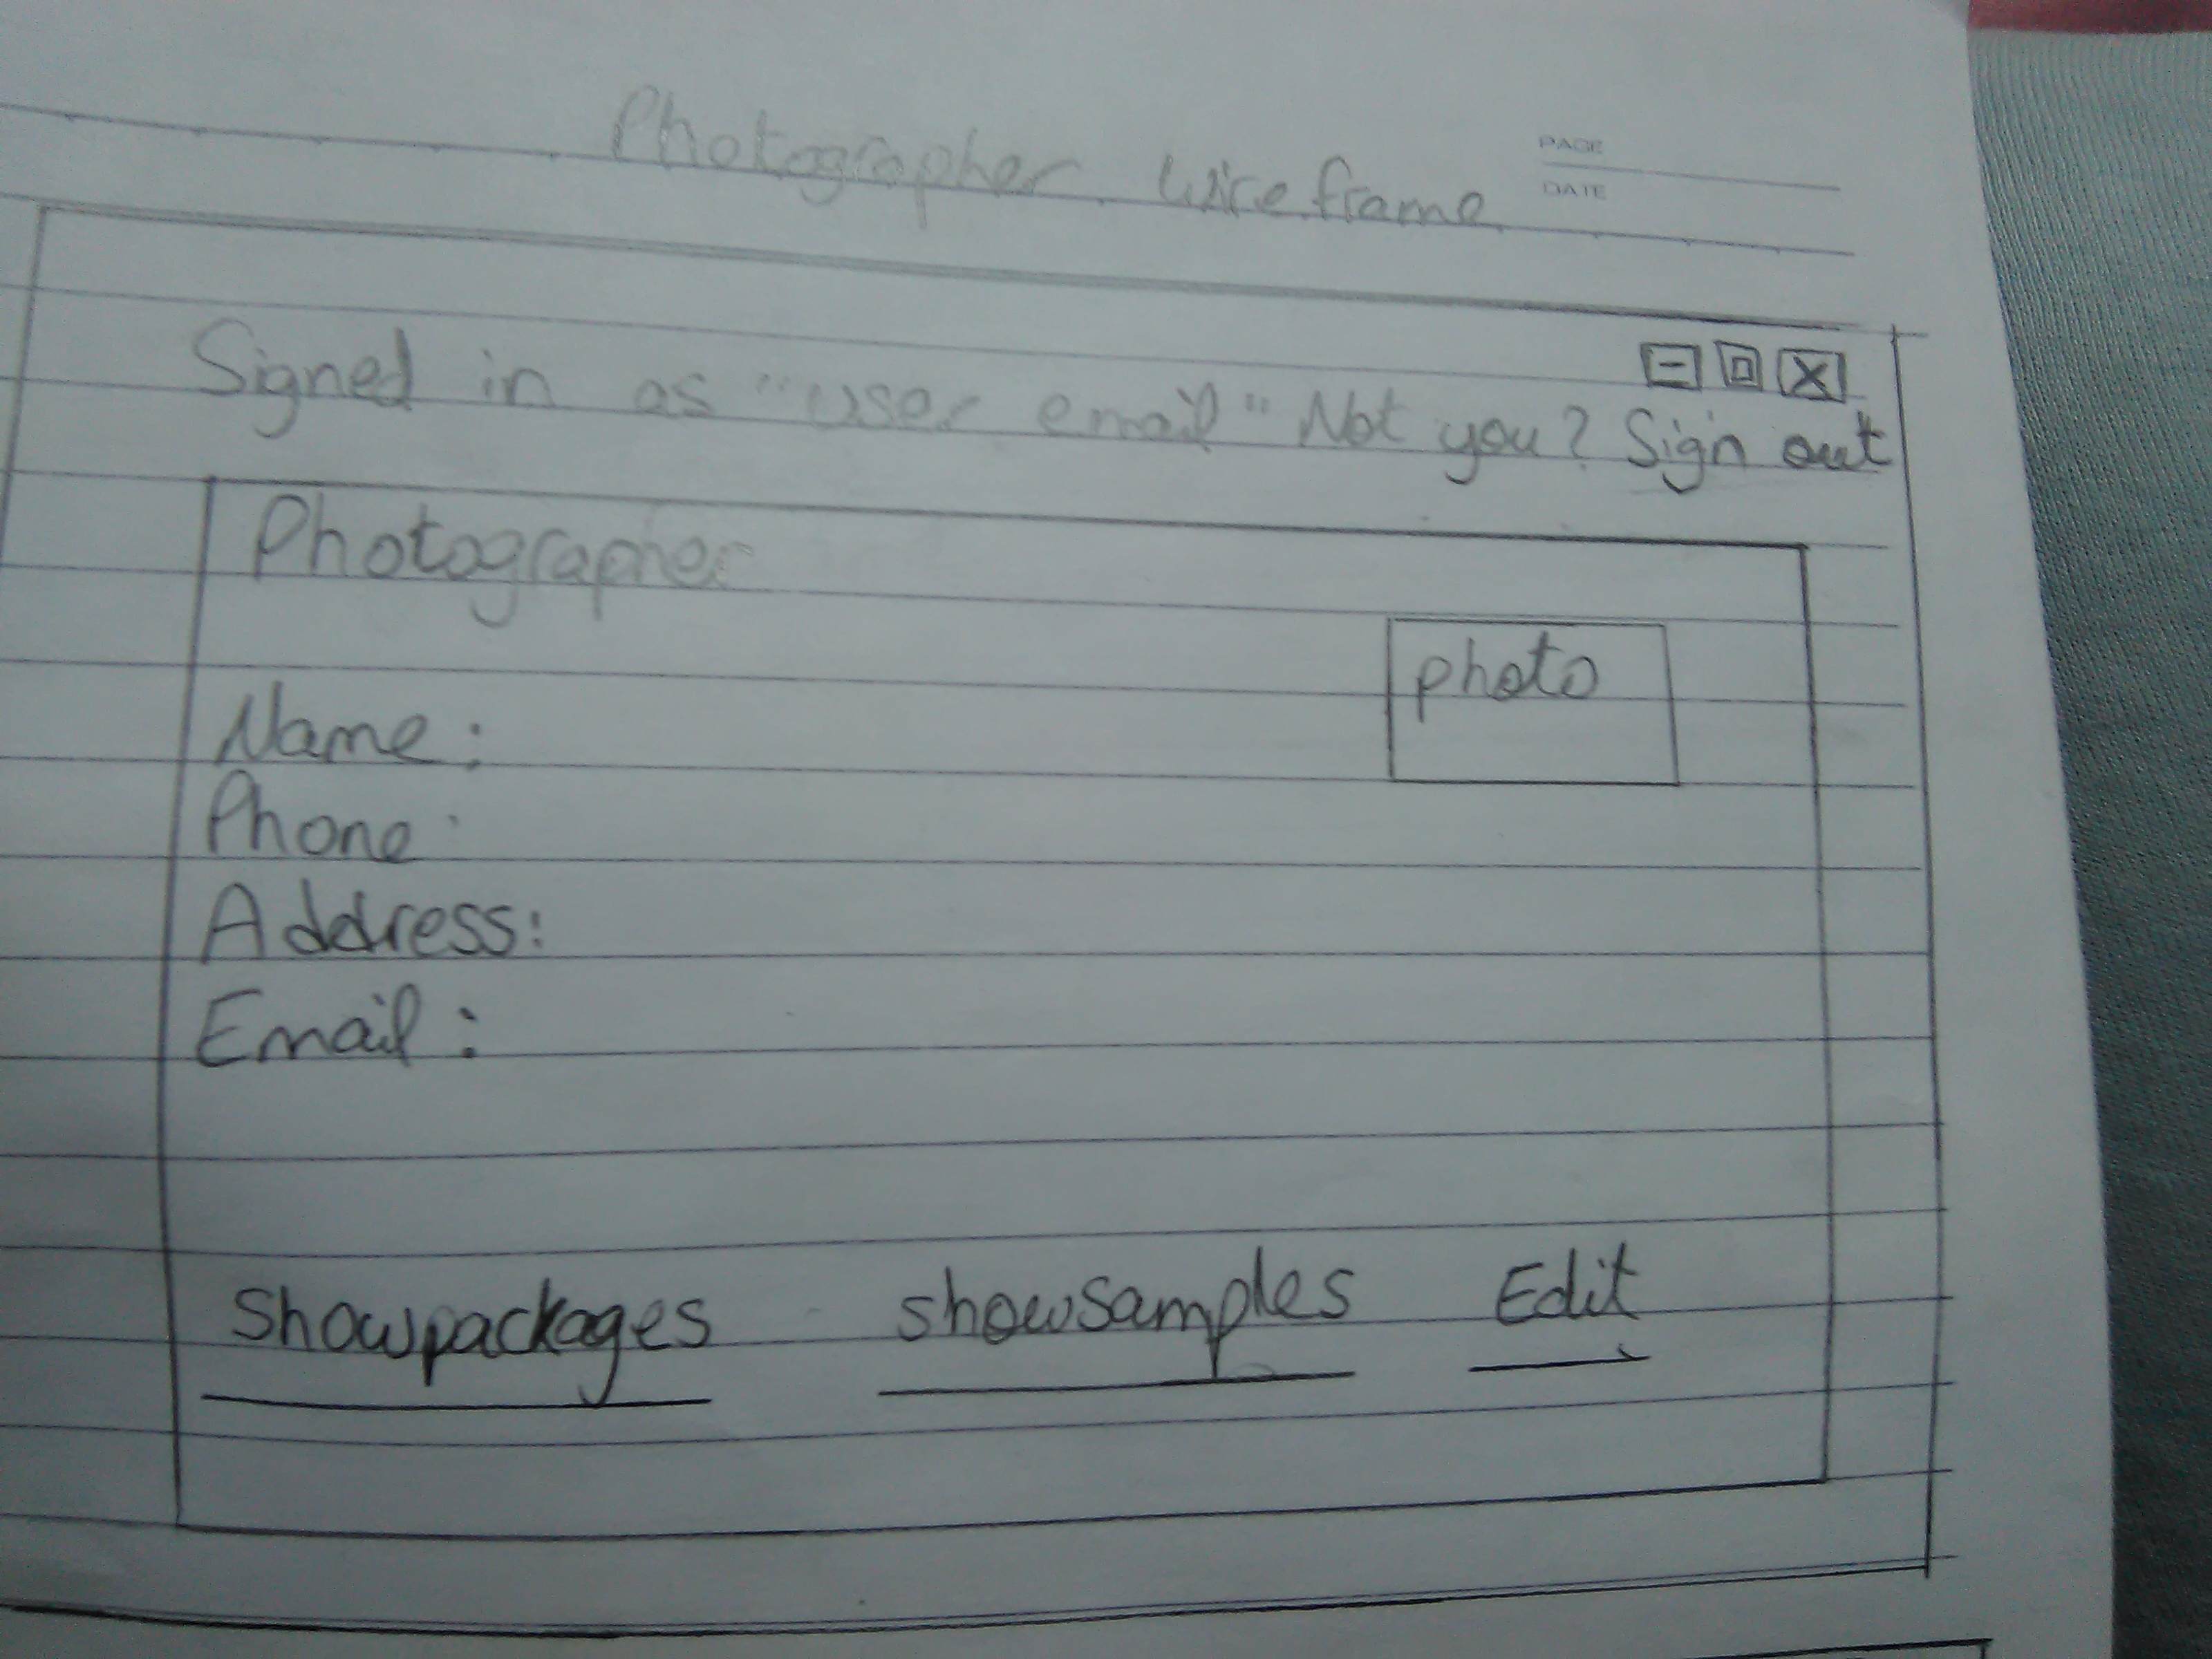 Photographer wireframe
PAGE
DATE
Signed in as "user email" Not you? Sign out
Photographer
photo
Name:
Phone:
Address:
Email:
Showpackages showsamples Edit